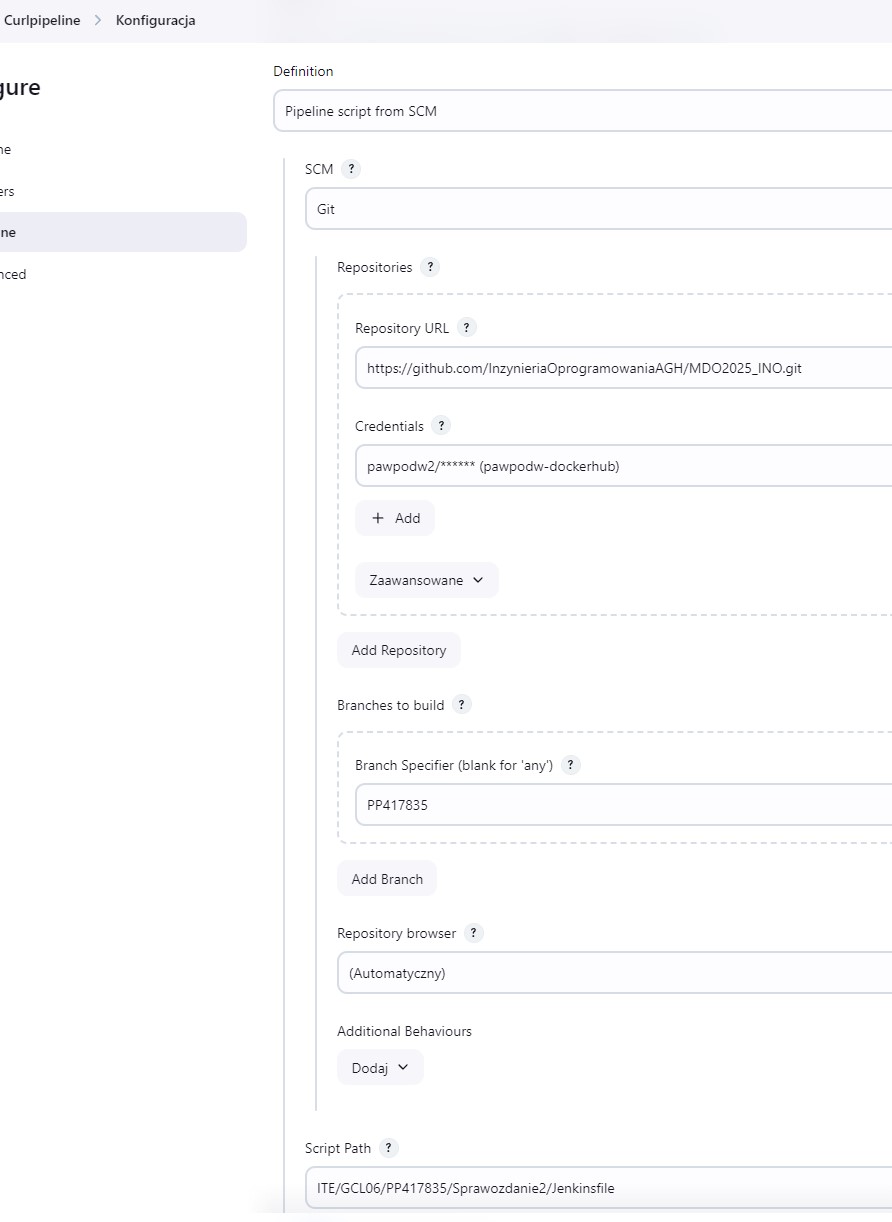 Curlpipeline > Konfiguracja
gure
ne
ers
ne
nced
Definition
Pipeline script from SCM
SCM ?
Git
Repositories ?
Repository URL ?
https://github.com/InzynieriaOprogramowaniaAGH/MDO2025_INO.git
Credentials ?
pawpodw2/****** (pawpodw-dockerhub)
+ Add
Zaawansowane
Add Repository
Branches to build ?
Branch Specifier (blank for 'any') ?
PP417835
Add Branch
Repository browser ?
(Automatyczny)
Additional Behaviours
Dodaj
Script Path ?
ITE/GCL06/PP417835/Sprawozdanie2/Jenkinsfile